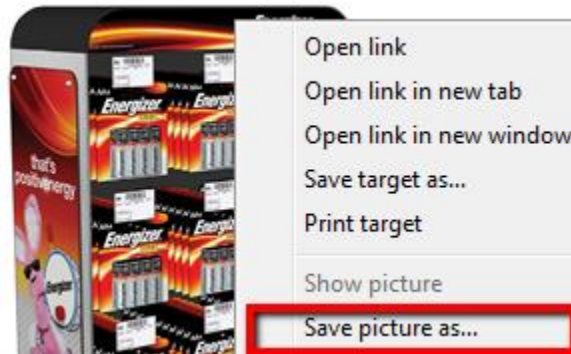 Energizer
Energizer
that's
positivenergy
Energizer
Energizer
Energizer
Open link
Open link in new tab
Open link in new window
Save target as...
Print target
Show picture
Save picture as...